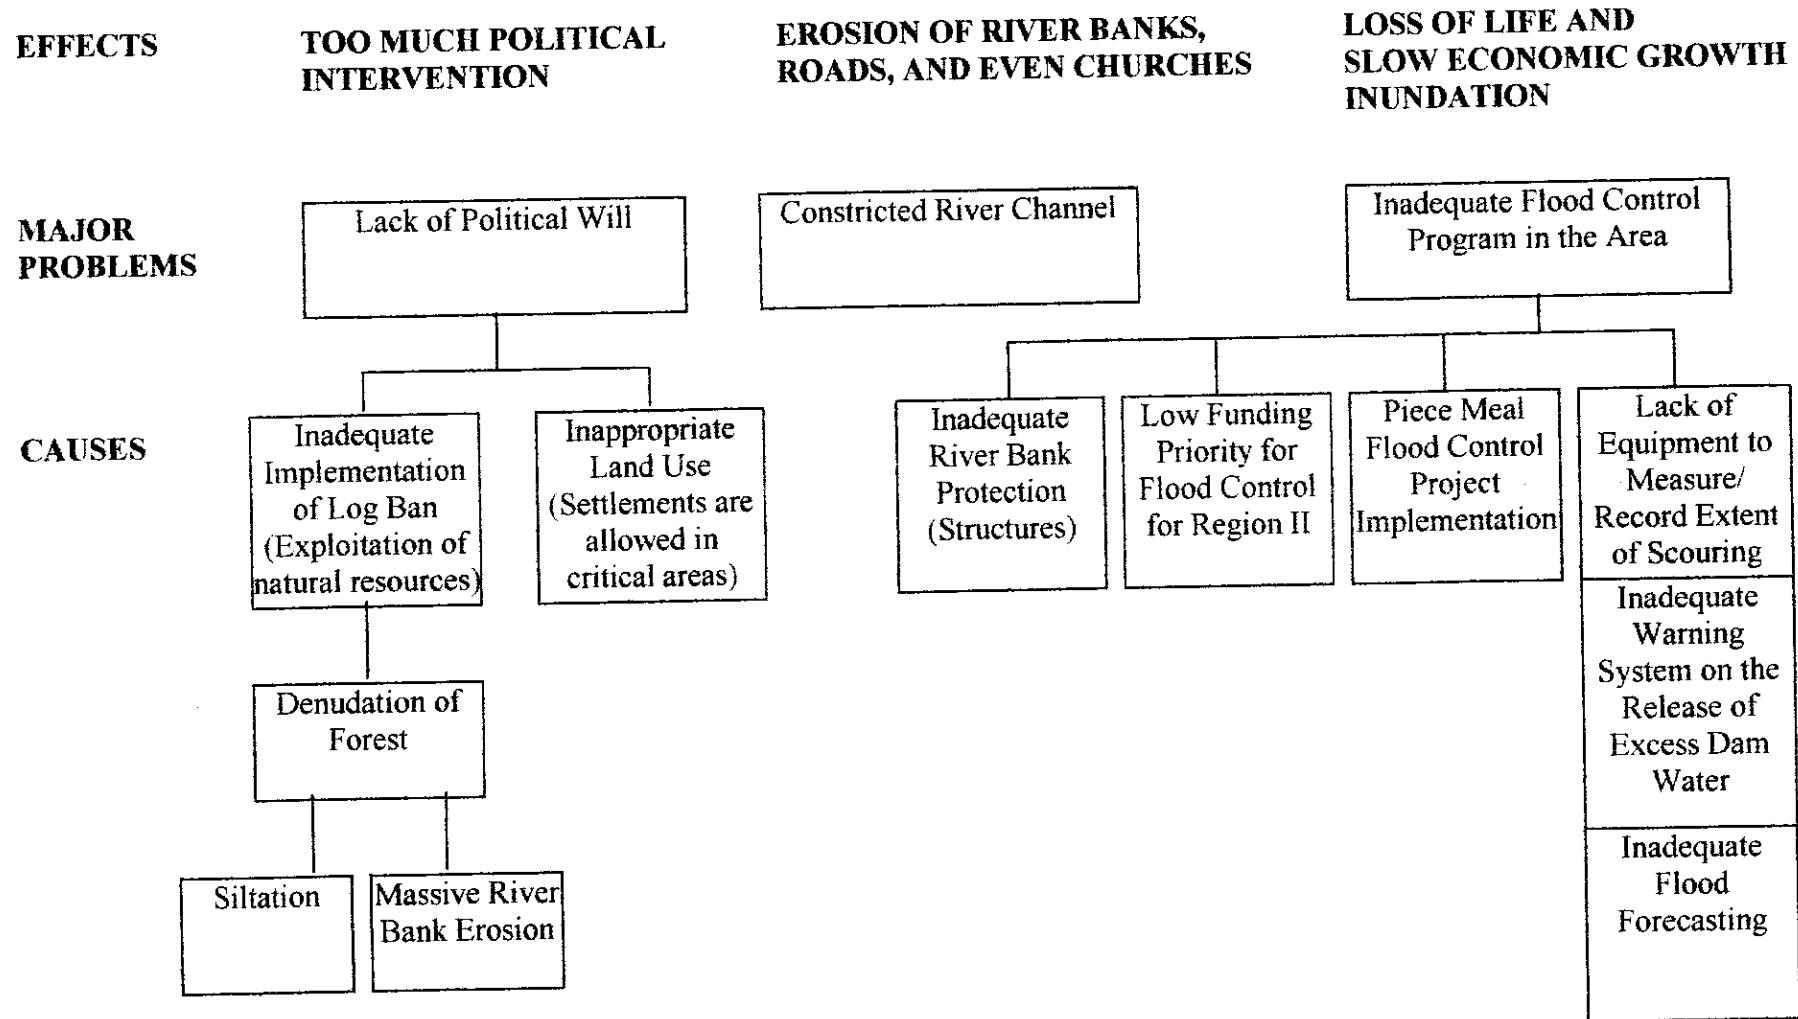 EFFECTS
TOO MUCH POLITICAL
INTERVENTION
EROSION OF RIVER BANKS,
ROADS, AND EVEN CHURCHES
LOSS OF LIFE AND
SLOW ECONOMIC GROWTH
INUNDATION
MAJOR
PROBLEMS
Lack of Political Will
Constricted River Channel
Inadequate Flood Control
Program in the Area
CAUSES
Inadequate
Implementation
of Log Ban
(Exploitation of
natural resources)
Inappropriate
Land Use
(Settlements are
allowed in
critical areas)
Inadequate
River Bank
Protection
(Structures)
Low Funding
Priority for
Flood Control
for Region II
Piece Meal
Flood Control
Project
Implementation
Lack of
Equipment to
Measure/
Record Extent
of Scouring
Inadequate
Warning
System on the
Release of
Excess Dam
Water
Inadequate
Flood
Forecasting
Denudation of
Forest
Siltation
Massive River
Bank Erosion